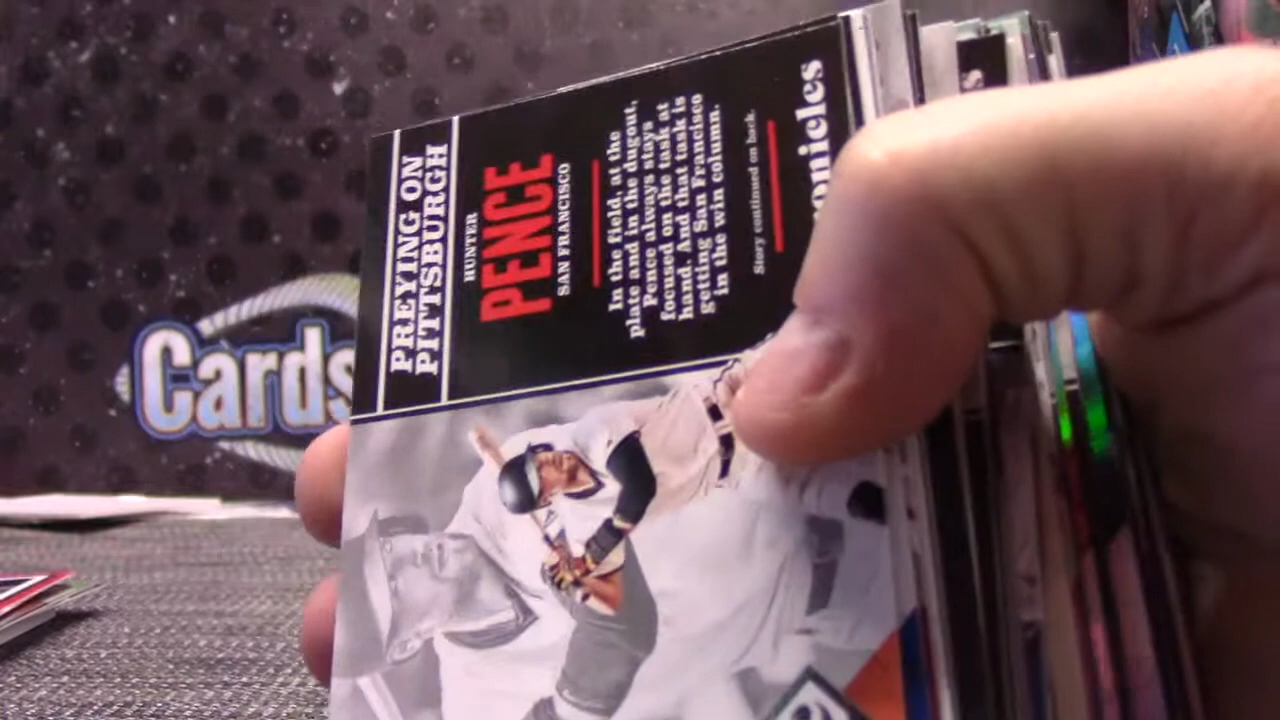 PREYING ON
PITTSBURGH
HUNTER
PENCE
SAN FRANCISCO
In the field, at the
plate and in the dugout,
Pence always stays
focused on the task at
hand. And that task is
getting San Francisco
in the win column.
Story continued on back.
onicles
Cards